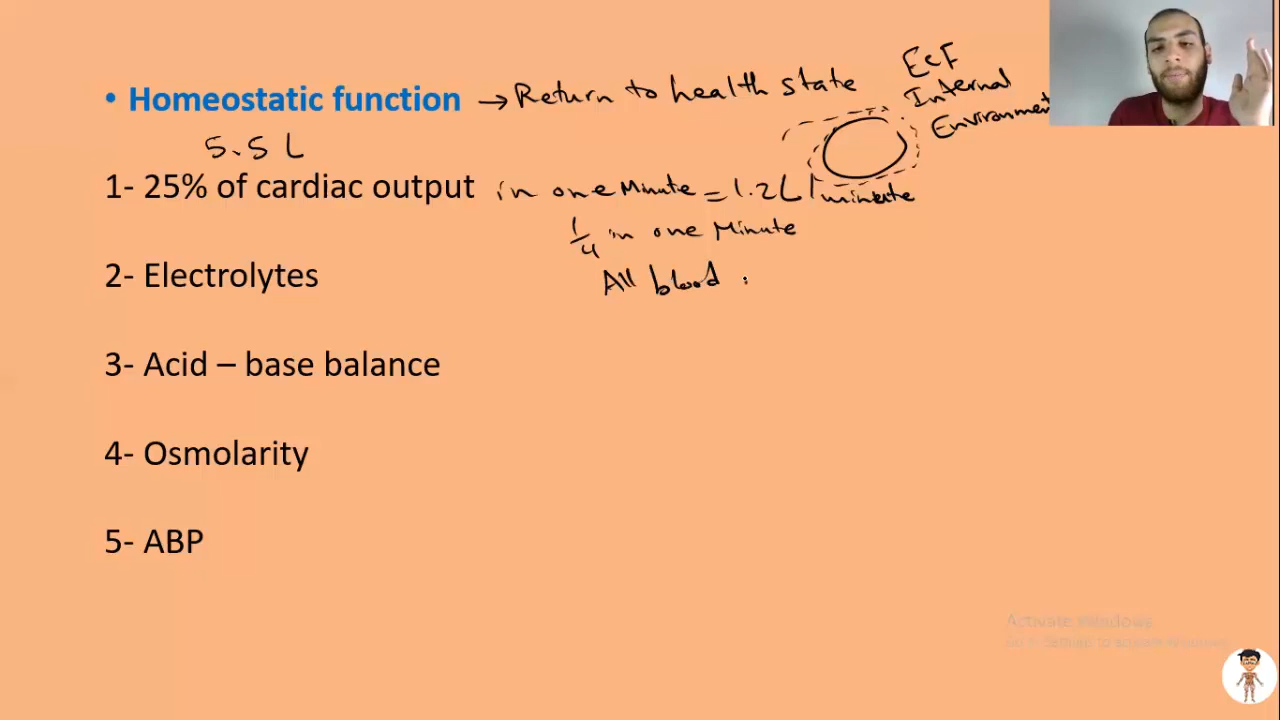 • Homeostatic function → Return to health state
ECF
Internal
Environment
5.5 L
1- 25% of cardiac output in one Minute = 1.2L / minute
1/4 in one Minute
2- Electrolytes
All blood
3- Acid – base balance
4- Osmolarity
5- ABP
Activate Windows